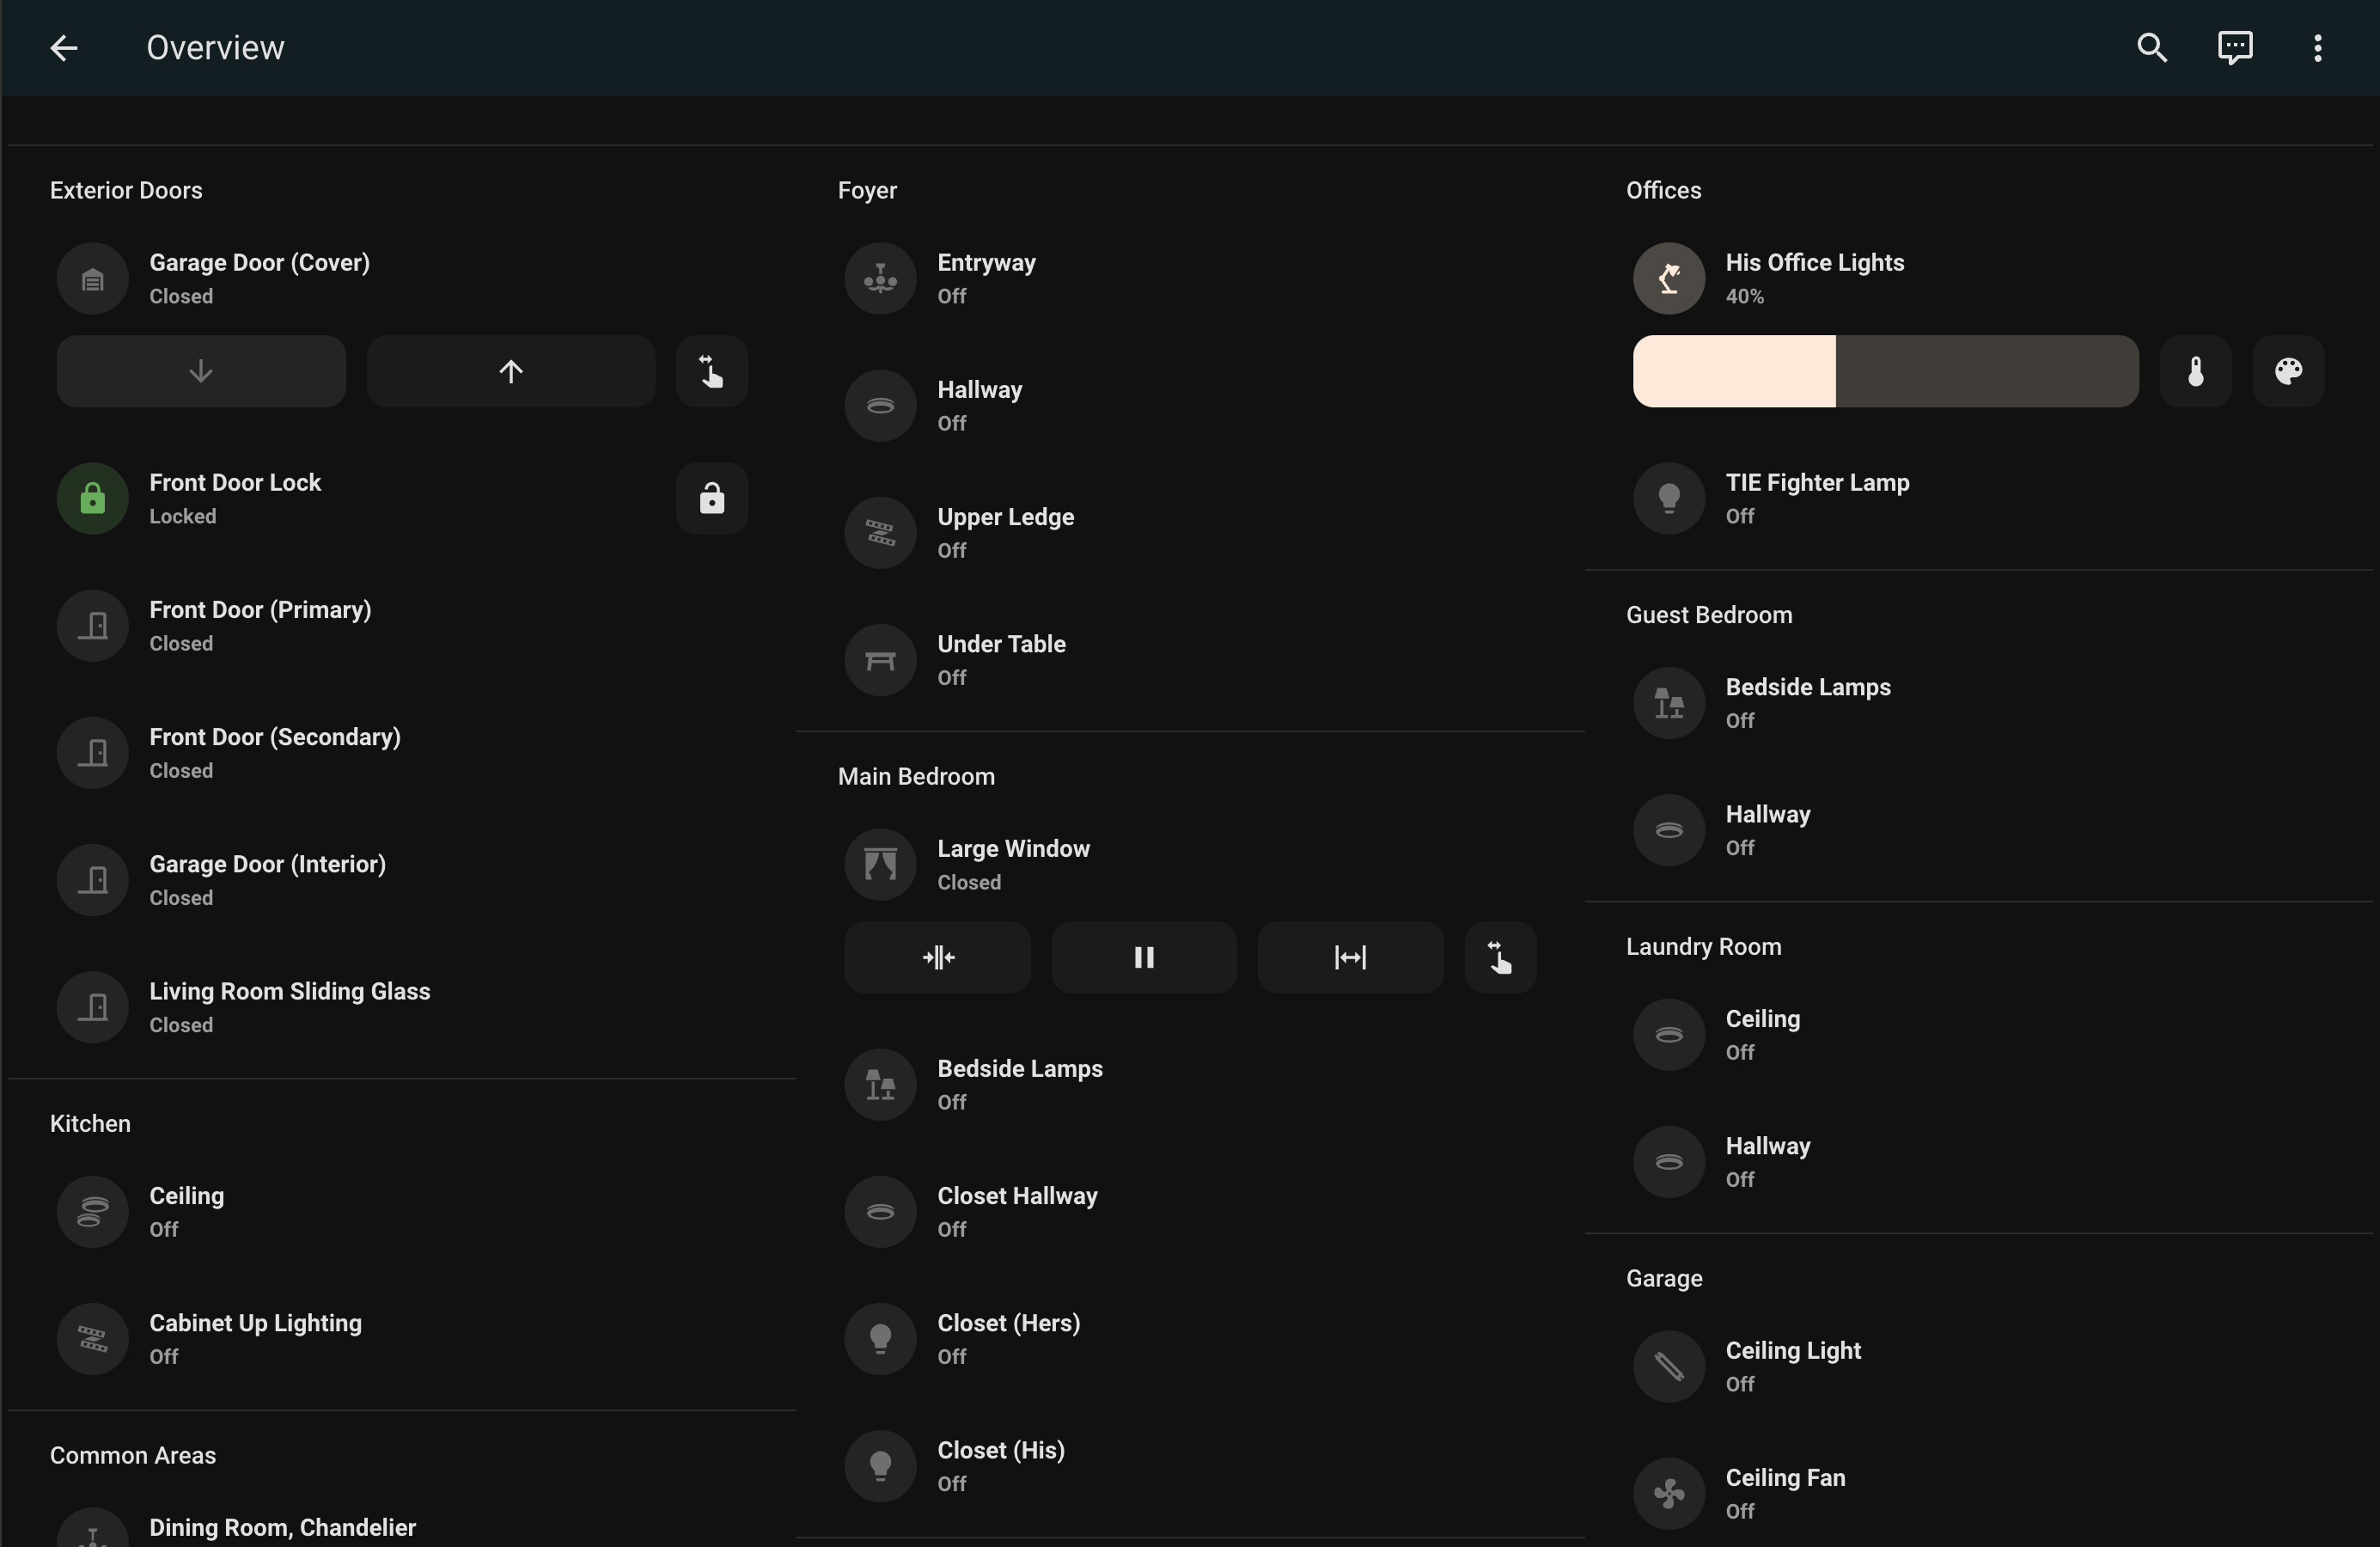 Overview
Exterior Doors
Garage Door (Cover)
Closed
Front Door Lock
Locked
Front Door (Primary)
Closed
Front Door (Secondary)
Closed
Garage Door (Interior)
Closed
Living Room Sliding Glass
Closed
Kitchen
Ceiling
Off
Cabinet Up Lighting
Off
Common Areas
Dining Room, Chandelier
Foyer
Entryway
Off
Hallway
Off
Upper Ledge
Off
Under Table
Off
Main Bedroom
Large Window
Closed
Bedside Lamps
Off
Closet Hallway
Off
Closet (Hers)
Off
Closet (His)
Off
Offices
His Office Lights
40%
TIE Fighter Lamp
Off
Guest Bedroom
Bedside Lamps
Off
Hallway
Off
Laundry Room
Ceiling
Off
Hallway
Off
Garage
Ceiling Light
Off
Ceiling Fan
Off